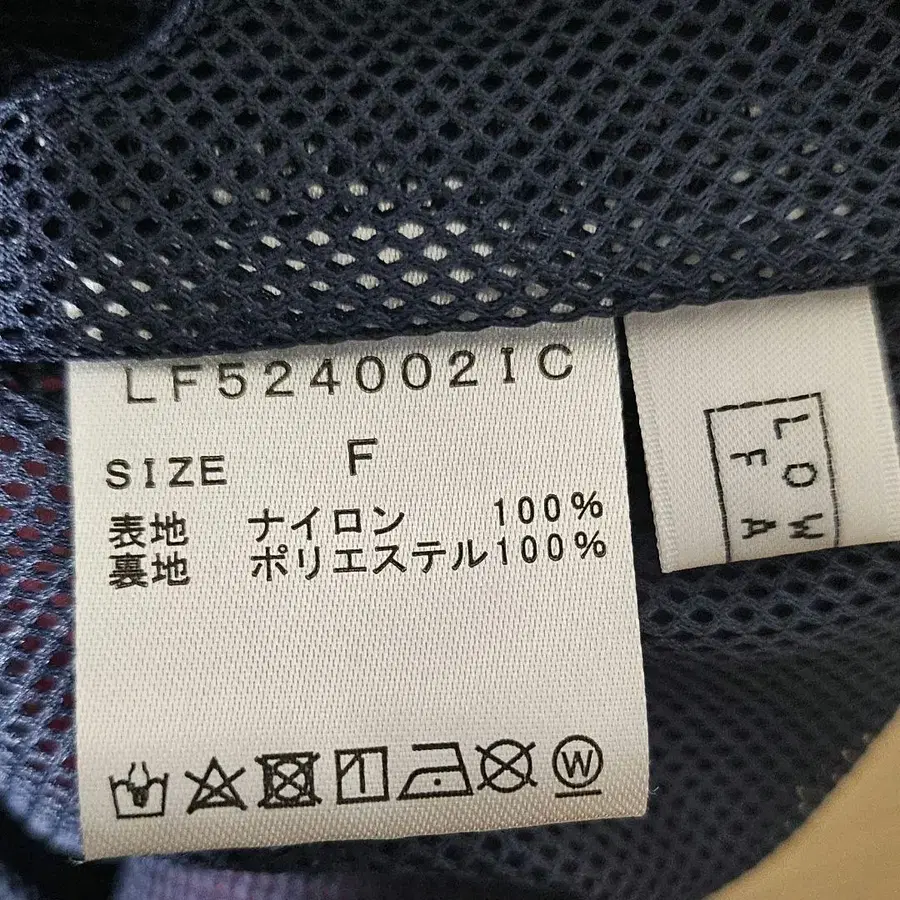 LF524002IC
SIZE F
表地 ナイロン 100%
裏地 ポリエステル100%
W
LOW
F A